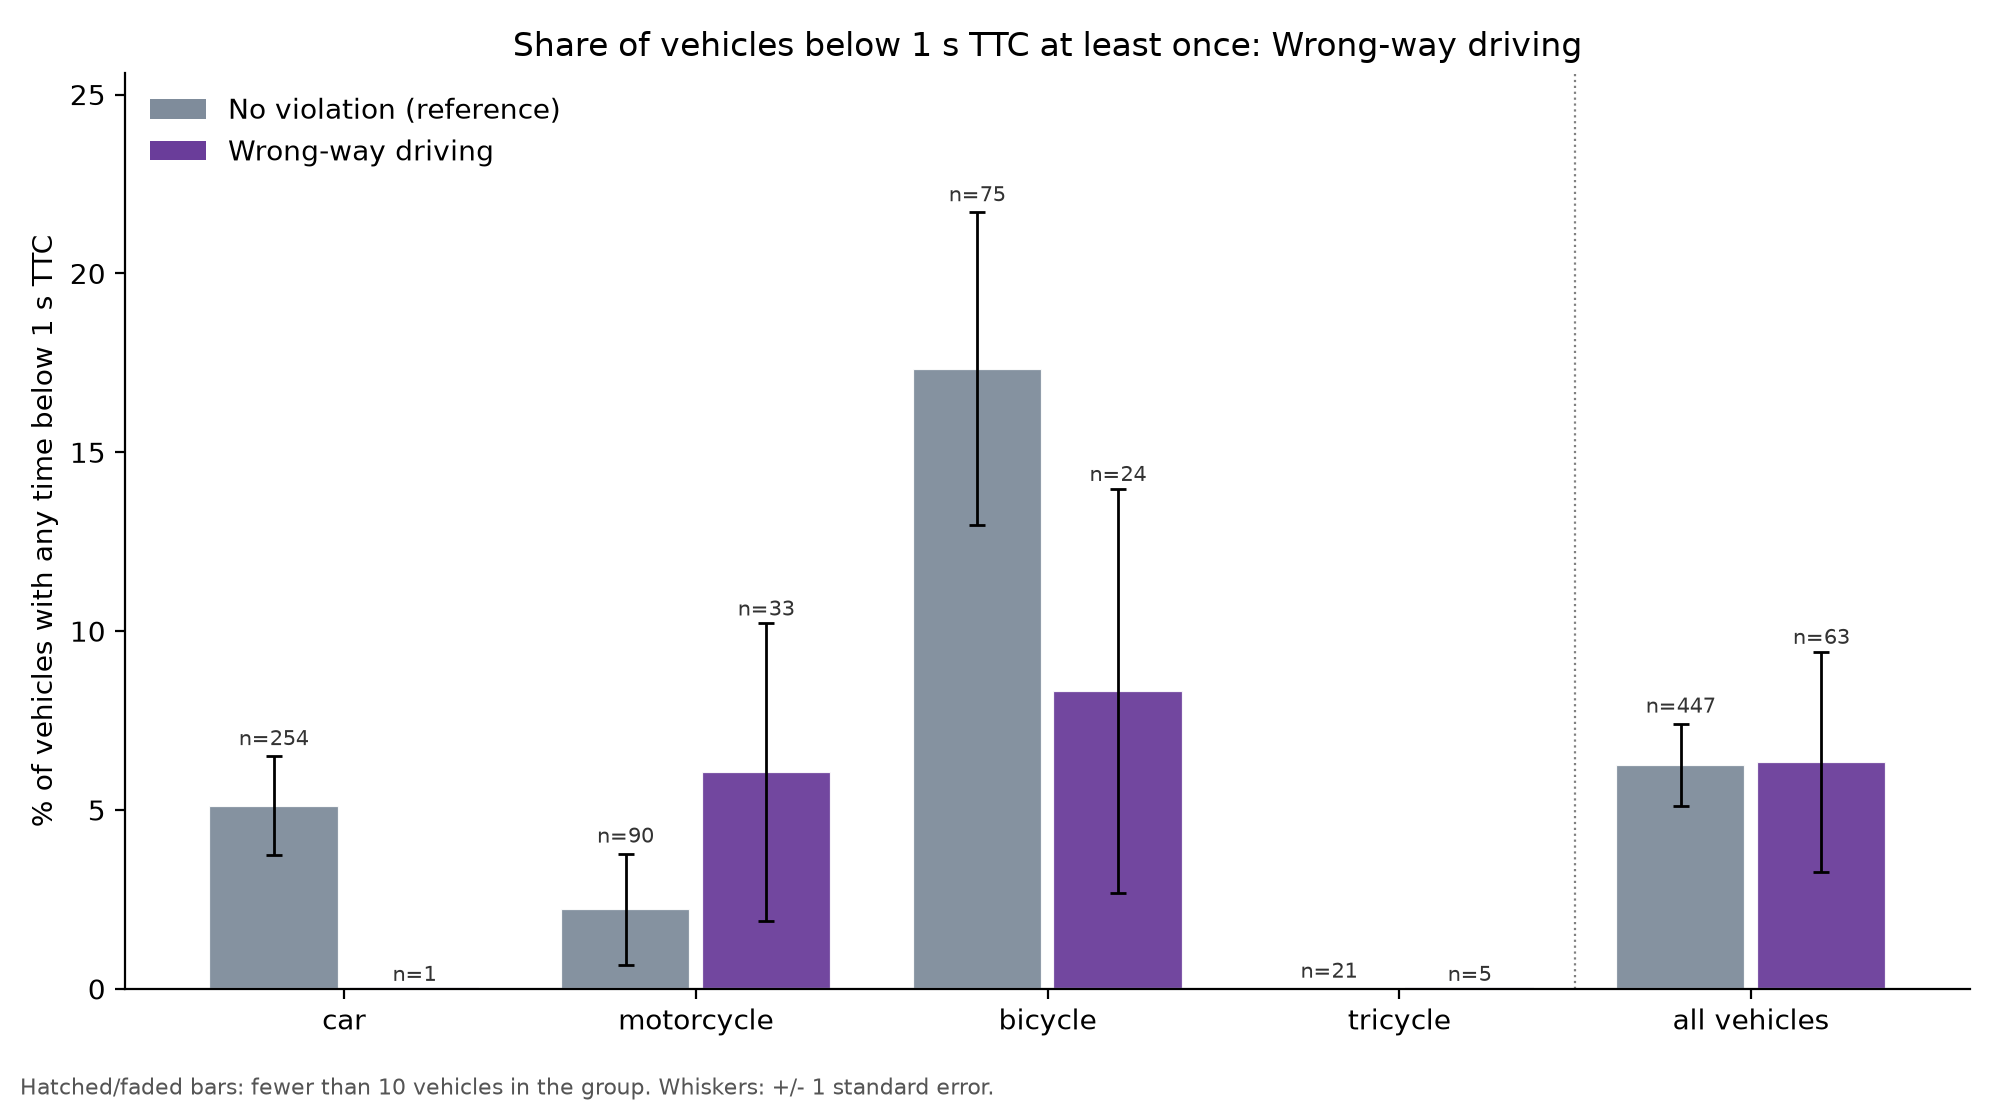 Share of vehicles below 1 s TTC at least once: Wrong-way driving
No violation (reference)
Wrong-way driving
% of vehicles with any time below 1 s TTC
25
20
15
10
5
0
n=254
n=1
n=90
n=33
n=75
n=24
n=21
n=5
n=447
n=63
car
motorcycle
bicycle
tricycle
all vehicles
Hatched/faded bars: fewer than 10 vehicles in the group. Whiskers: +/- 1 standard error.